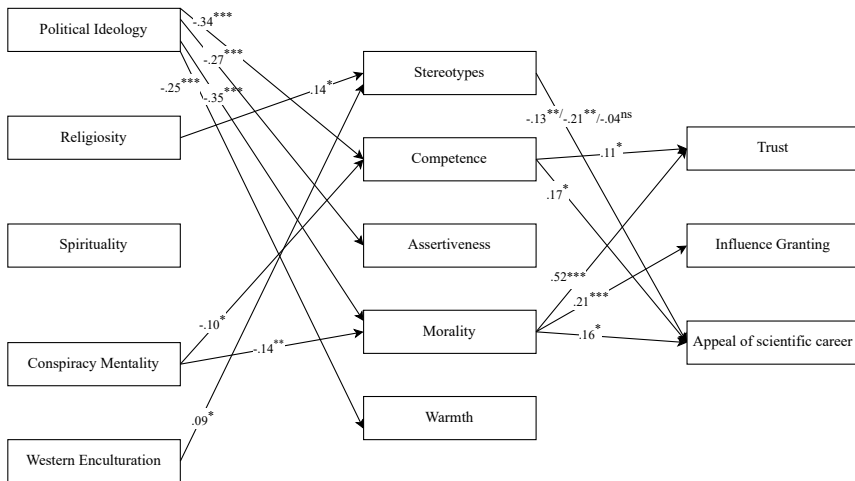 Political Ideology
Religiosity
Spirituality
Conspiracy Mentality
Western Enculturation
-.34***
-.27***
-.25***
-.35***
.14*
-.10*
-.14**
.09*
Stereotypes
Competence
Assertiveness
Morality
Warmth
-.13**/-.21**/-.04ns
.11*
.17*
.52***
.21***
.16*
Trust
Influence Granting
Appeal of scientific career